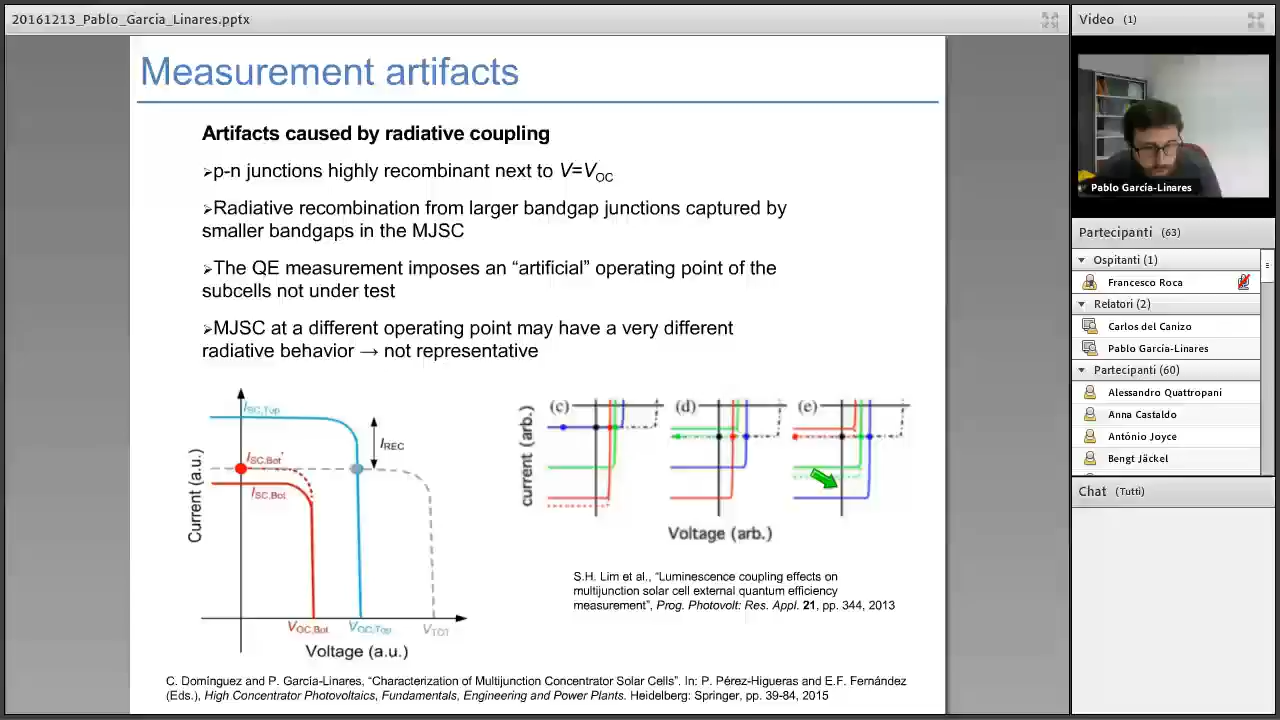 20161213_Pablo_Garcia_Linares.pptx
Measurement artifacts
Artifacts caused by radiative coupling
➢p-n junctions highly recombinant next to V=VOC
➢Radiative recombination from larger bandgap junctions captured by
smaller bandgaps in the MJSC
➢The QE measurement imposes an “artificial” operating point of the
subcells not under test
➢MJSC at a different operating point may have a very different
radiative behavior → not representative
Current (a.u.)
ISC,Top
IREC
ISC,Bot'
ISC,Bot
VOC,Bot
VOC,Top
VTOT
Voltage (a.u.)
current (arb.)
(c)
(d)
(e)
Voltage (arb.)
S.H. Lim et al., “Luminescence coupling effects on
multijunction solar cell external quantum efficiency
measurement”, Prog. Photovolt: Res. Appl. 21, pp. 344, 2013
C. Domínguez and P. García-Linares, “Characterization of Multijunction Concentrator Solar Cells”. In: P. Pérez-Higueras and E.F. Fernández
(Eds.), High Concentrator Photovoltaics, Fundamentals, Engineering and Power Plants. Heidelberg: Springer, pp. 39-84, 2015
Video (1)
Pablo García-Linares
Partecipanti (63)
Ospitanti (1)
Francesco Roca
Relatori (2)
Carlos del Canizo
Pablo García-Linares
Partecipanti (60)
Alessandro Quattropani
Anna Castaldo
António Joyce
Bengt Jäckel
Chat (Tutti)